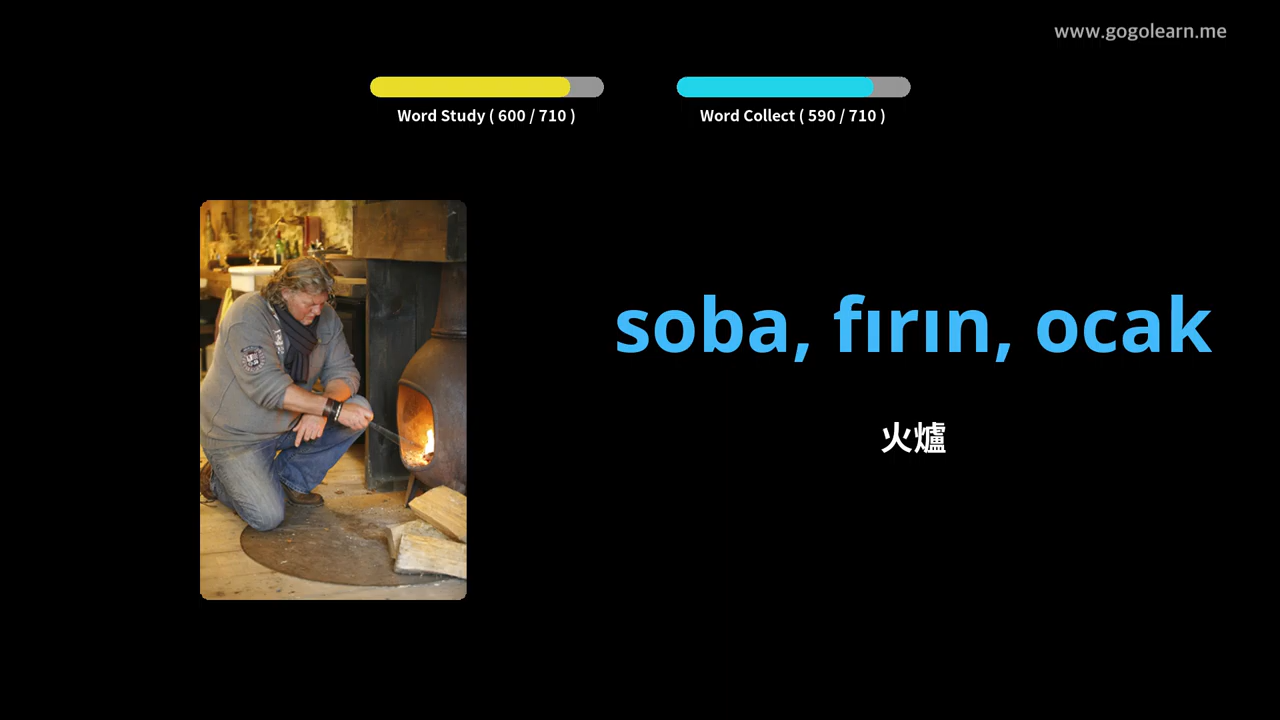 www.gogolearn.me
Word Study ( 600 / 710 )
Word Collect ( 590 / 710 )
soba, fırın, ocak
火爐